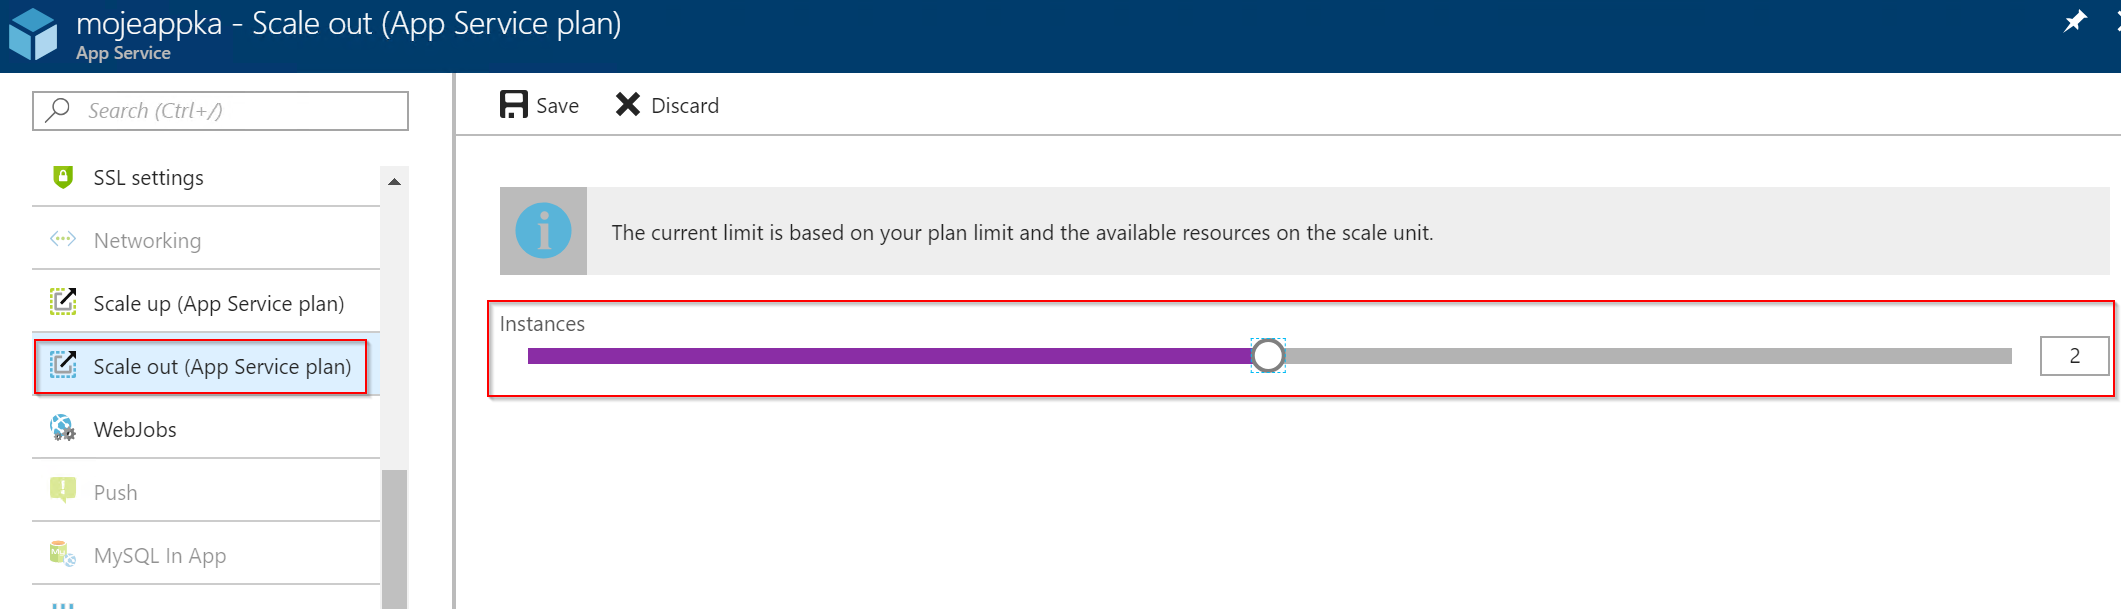 mojeappka - Scale out (App Service plan)
App Service
Search (Ctrl+/)
SSL settings
Networking
Scale up (App Service plan)
Scale out (App Service plan)
WebJobs
Push
MySQL In App
Save
Discard
The current limit is based on your plan limit and the available resources on the scale unit.
Instances
2